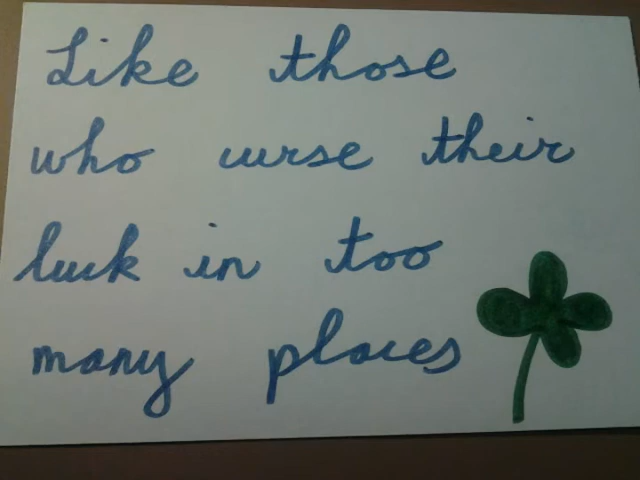 Like those
who curse their
luck in too
many places